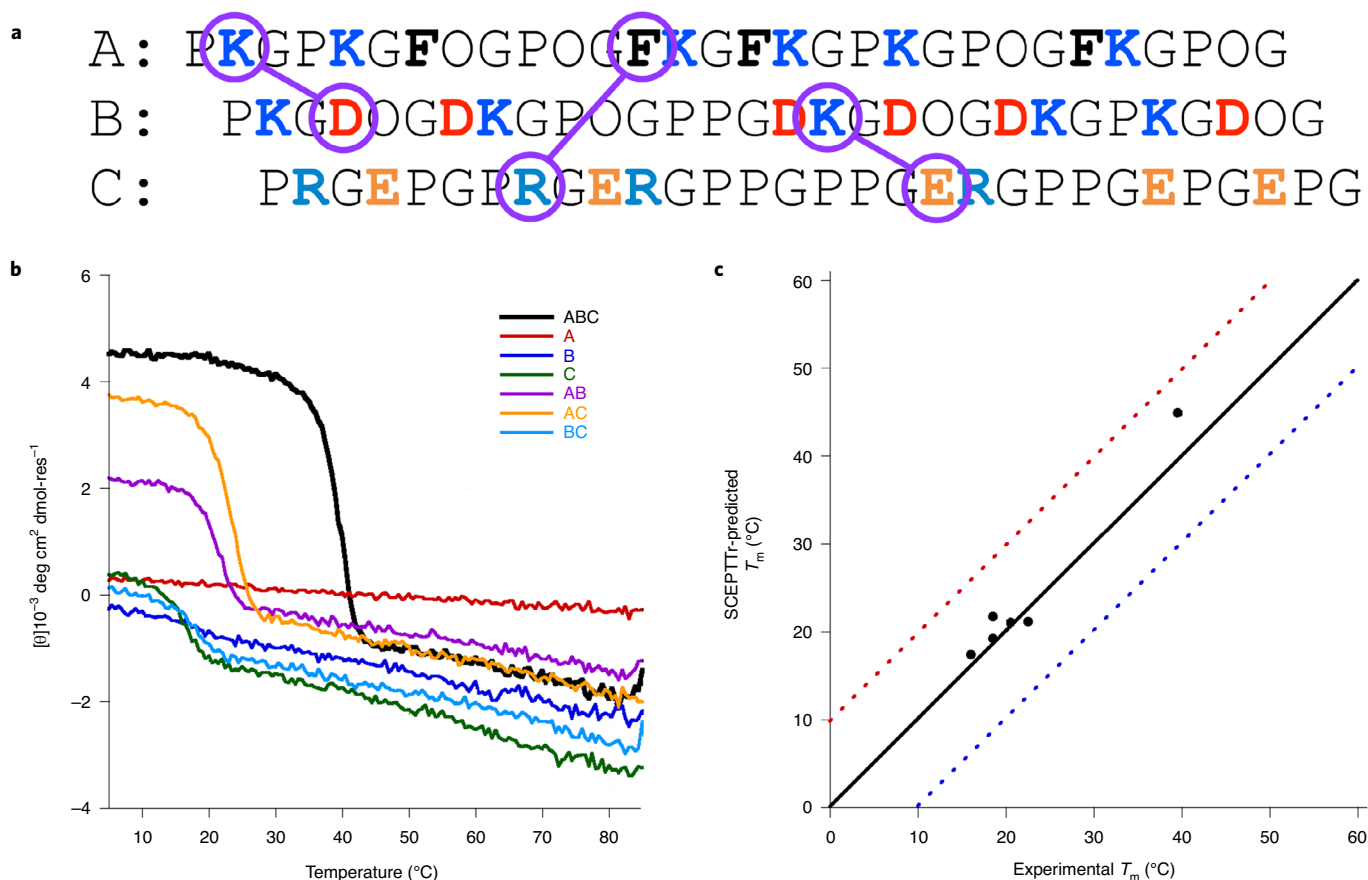 a
A: PKGPKGFOGPOGFKGFKGPKGPOGFKGPOG
B: PKGDOGDKGPOGPPGDKGDOGDKGPKGDOG
C: PRGEPGPRGERGPPGPPGERGPPGEPGEPG
b
6
4
2
0
−2
−4
[θ]10⁻³ deg cm² dmol-res⁻¹
ABC
A
B
C
AB
AC
BC
10 20 30 40 50 60 70 80
Temperature (°C)
c
60
50
40
30
20
10
0
SCEPTTr-predicted
Tm (°C)
0 10 20 30 40 50 60
Experimental Tm (°C)